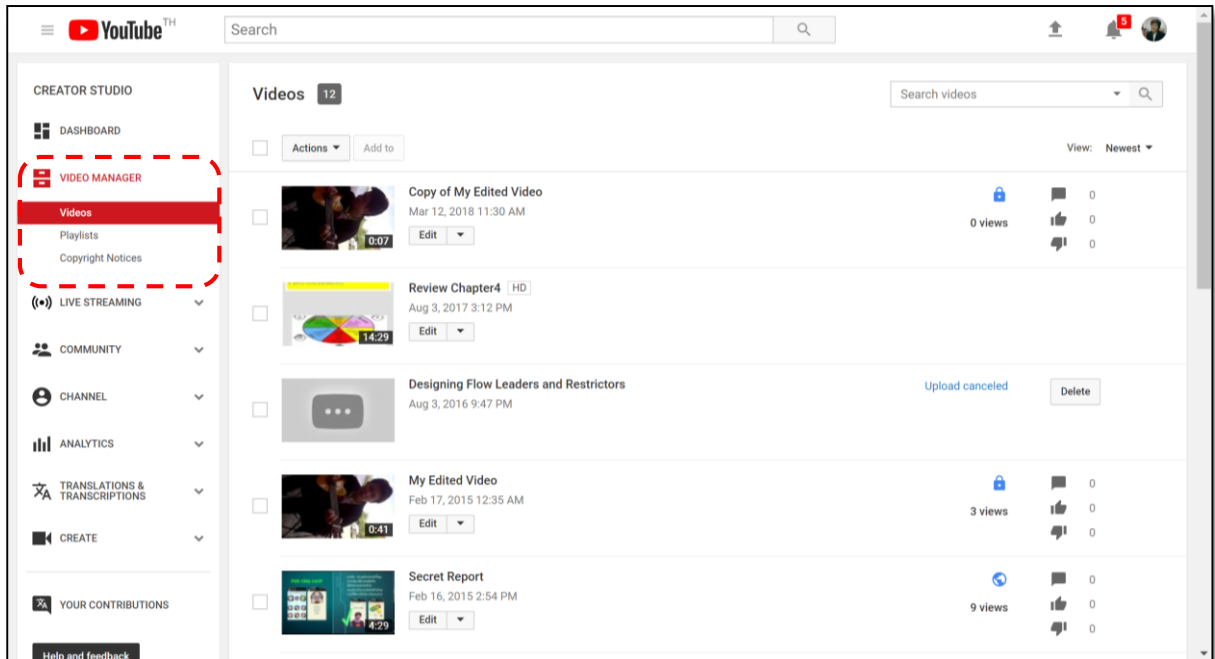 YouTube TH
Search
5
CREATOR STUDIO
DASHBOARD
VIDEO MANAGER
Videos
Playlists
Copyright Notices
LIVE STREAMING
COMMUNITY
CHANNEL
ANALYTICS
TRANSLATIONS &
TRANSCRIPTIONS
CREATE
YOUR CONTRIBUTIONS
Help and feedback
Videos 12
Search videos
Actions Add to
View: Newest
Copy of My Edited Video
Mar 12, 2018 11:30 AM
Edit
0:07
0 views
0
0
0
Review Chapter4 HD
Aug 3, 2017 3:12 PM
Edit
14:29
Designing Flow Leaders and Restrictors
Aug 3, 2016 9:47 PM
Upload canceled
Delete
My Edited Video
Feb 17, 2015 12:35 AM
Edit
0:41
3 views
0
0
0
Secret Report
Feb 16, 2015 2:54 PM
Edit
4:29
9 views
0
0
0